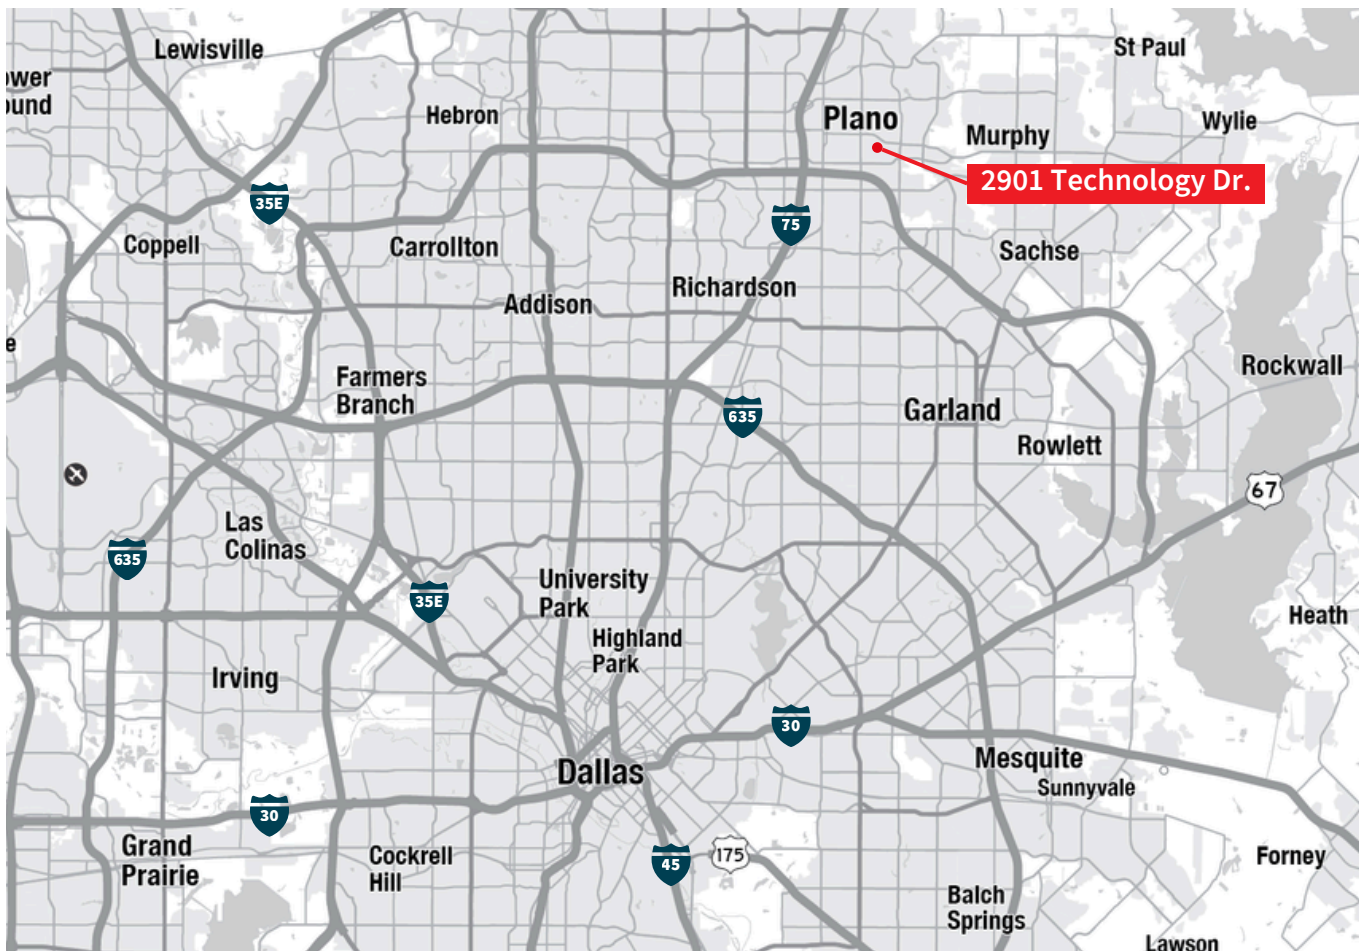 Lewisville
St Paul
ower
ound
Hebron
Plano
Wylie
Murphy
2901 Technology Dr.
35E
75
Coppell
Carrollton
Sachse
Richardson
Addison
e
Rockwall
Farmers
Branch
635
Garland
Rowlett
67
Las
Colinas
635
35E
University
Park
Heath
Highland
Park
Irving
30
Mesquite
Dallas
Sunnyvale
30
Grand
Prairie
Cockrell
Hill
45
175
Forney
Balch
Springs
Lawson